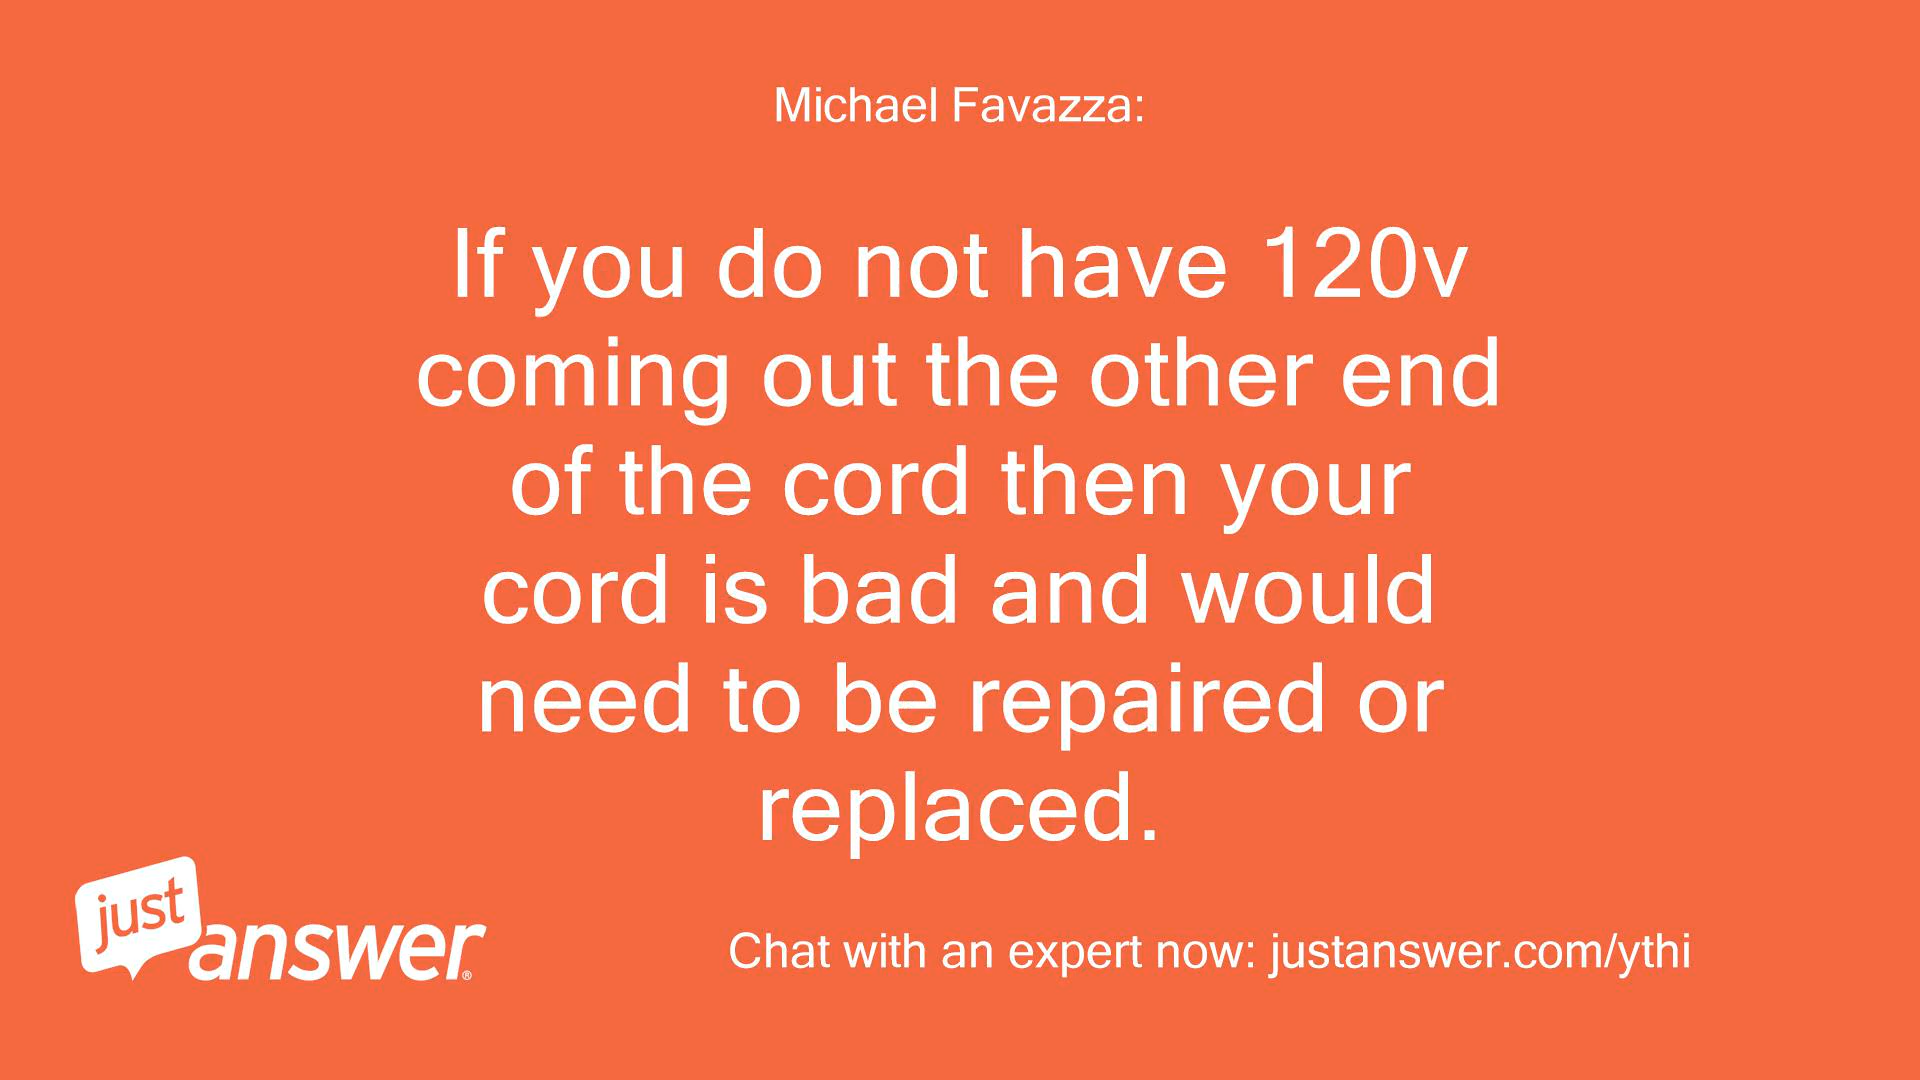 Michael Favazza:
If you do not have 120v
coming out the other end
of the cord then your
cord is bad and would
need to be repaired or
replaced.
just
answer®
Chat with an expert now: justanswer.com/ythi